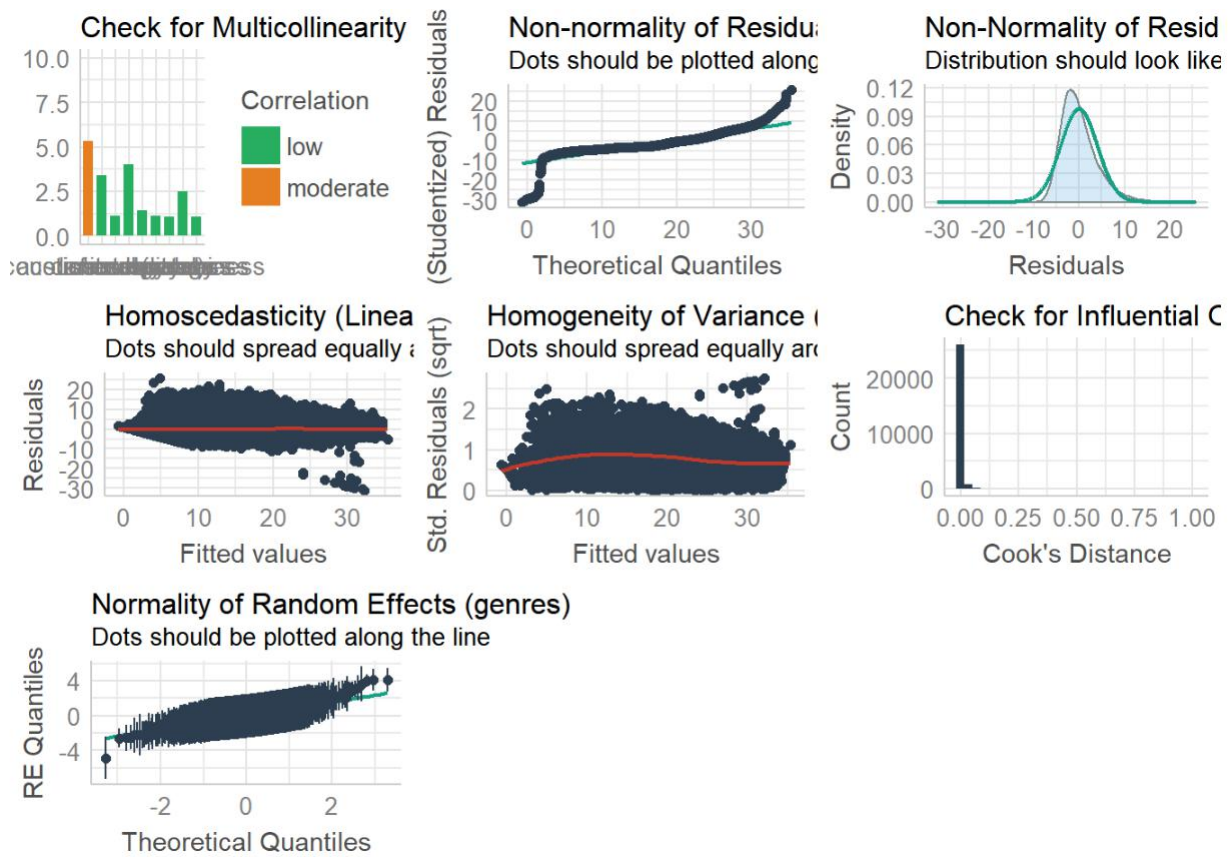 Check for Multicollinearity
10.0
7.5
5.0
2.5
0.0
Correlation
low
moderate
Non-normality of Residua
Dots should be plotted along
(Studentized) Residuals
20
10
0
-10
-20
-30
0 10 20 30
Theoretical Quantiles
Non-Normality of Resid
Distribution should look like
Density
0.12
0.09
0.06
0.03
0.00
-30 -20 -10 0 10 20
Residuals
Homoscedasticity (Linea
Dots should spread equally a
Residuals
20
10
0
-10
-20
-30
0 10 20 30
Fitted values
Homogeneity of Variance (
Dots should spread equally aro
Std. Residuals (sqrt)
2
1
0
0 10 20 30
Fitted values
Check for Influential O
Count
20000
10000
0
0.00 0.25 0.50 0.75 1.00
Cook's Distance
Normality of Random Effects (genres)
Dots should be plotted along the line
RE Quantiles
4
0
-4
-2 0 2
Theoretical Quantiles